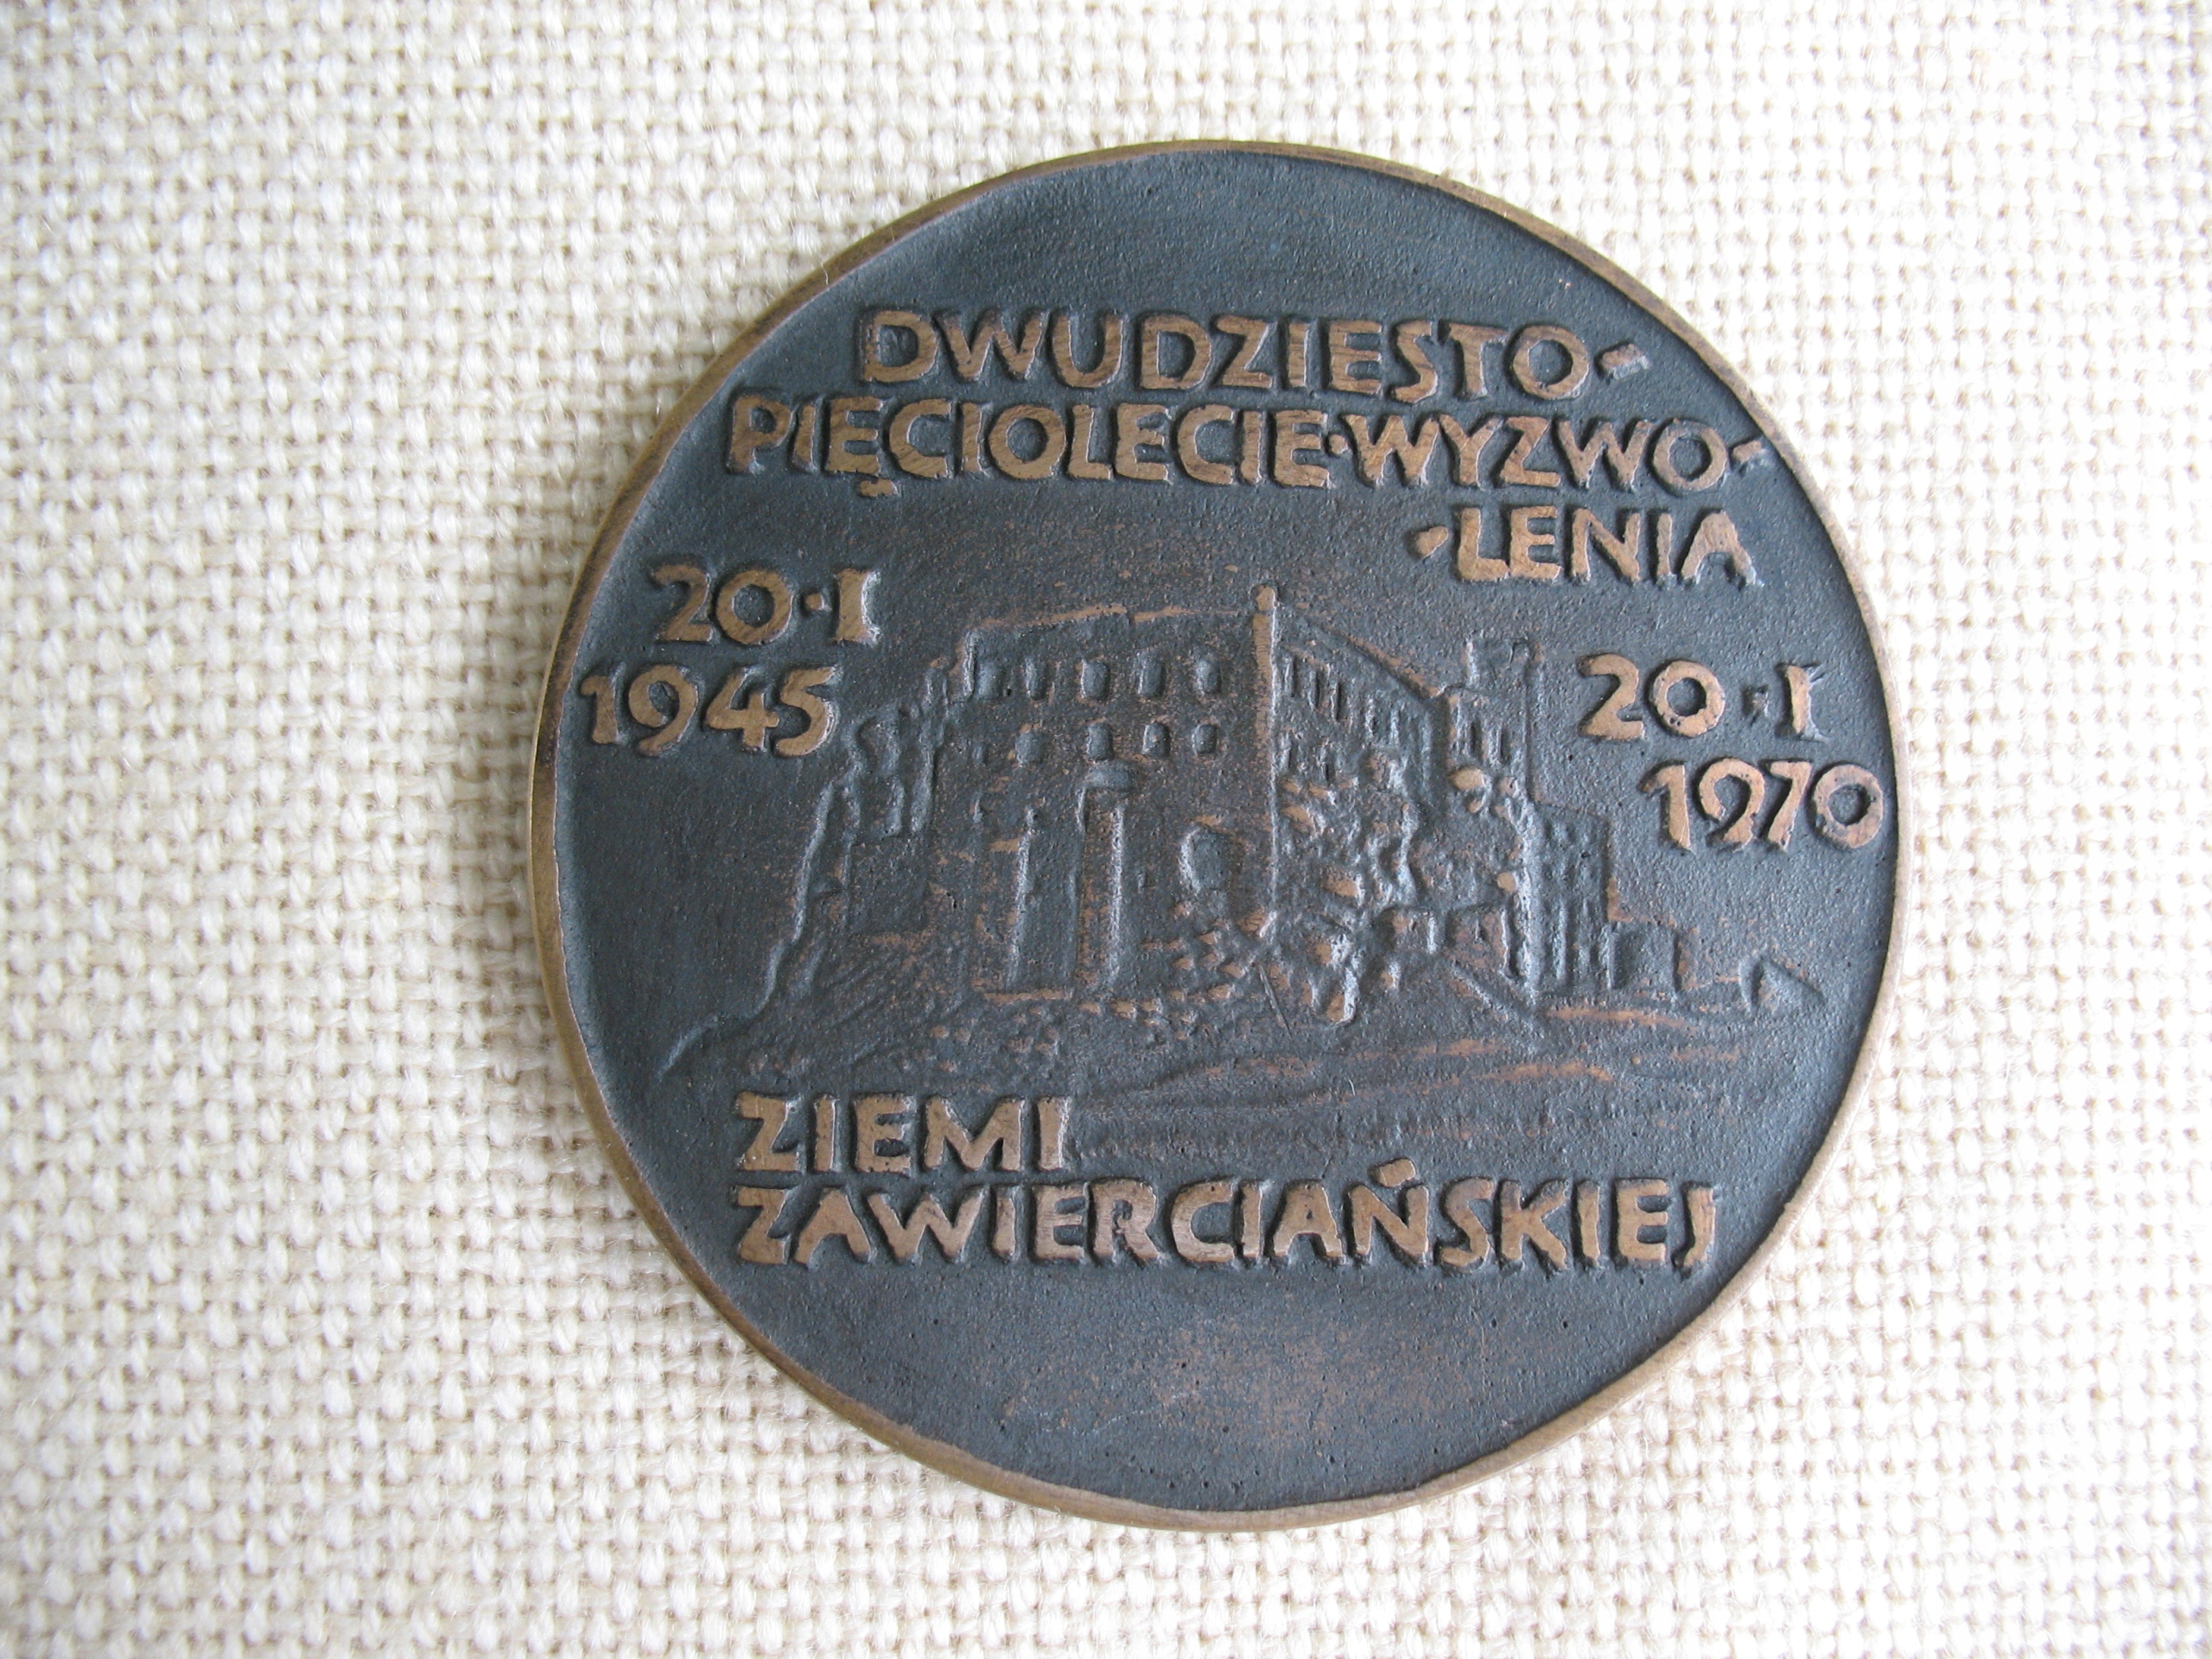 DWUDZIESTO-
PIĘCIOLECIE·WYZWO-
·LENIA
20·I
1945
20·I
1970
ZIEMI
ZAWIERCIAŃSKIEJ